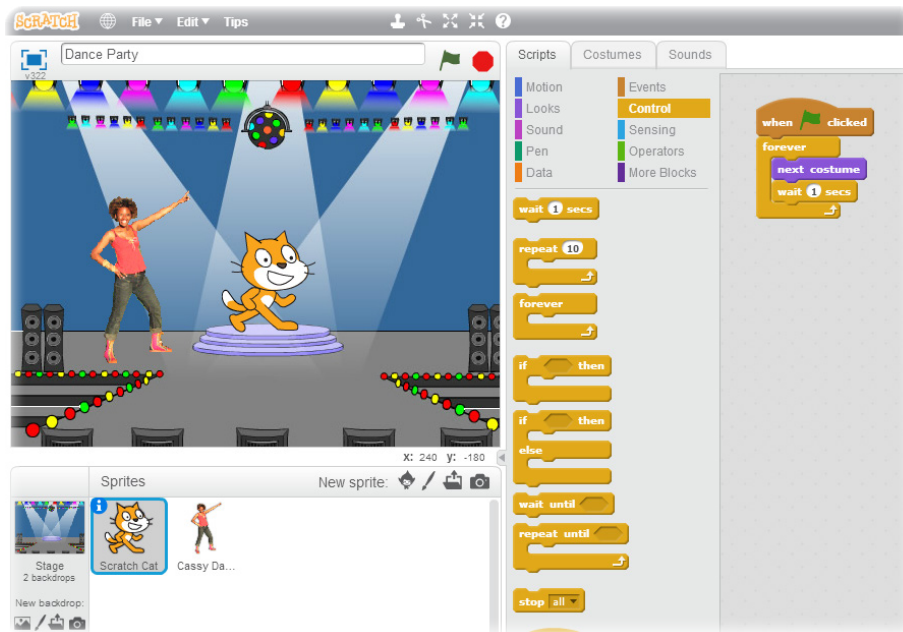 SCRATCH File Edit Tips
v322
Dance Party
Scripts Costumes Sounds
Motion Events
Looks Control
Sound Sensing
Pen Operators
Data More Blocks
wait 1 secs
repeat 10
forever
if then
if then
else
wait until
repeat until
stop all
when clicked
forever
next costume
wait 1 secs
x: 240 y: -180
Sprites New sprite:
Stage
2 backdrops
New backdrop:
Scratch Cat Cassy Da...